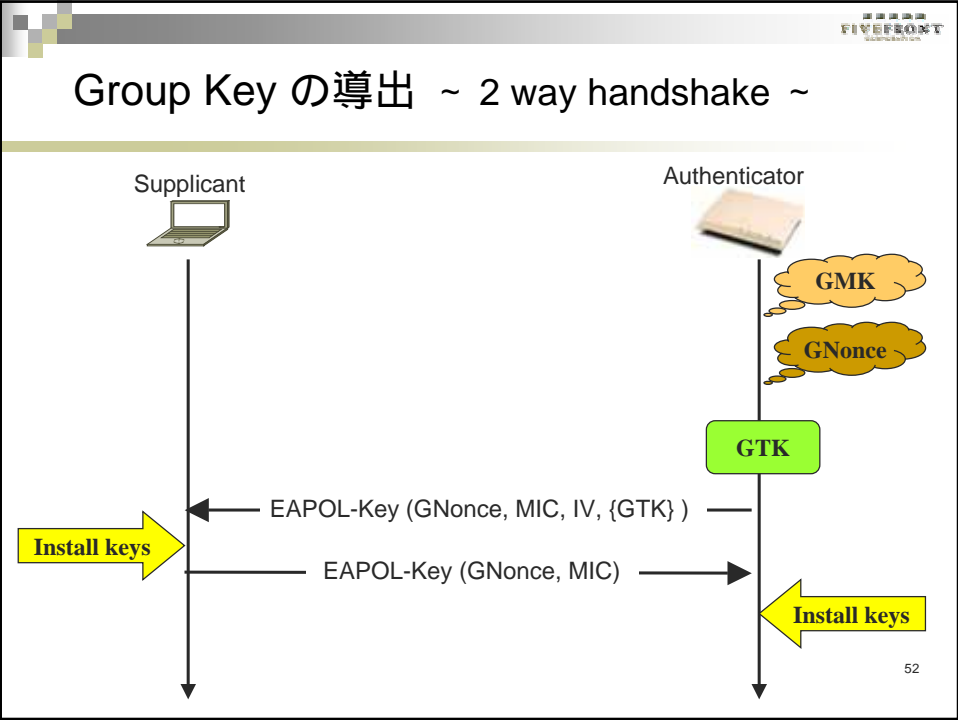 FIVEFRONT
CORPORATION
Group Key の導出 ~ 2 way handshake ~
Supplicant
Authenticator
GMK
GNonce
GTK
EAPOL-Key (GNonce, MIC, IV, {GTK} )
Install keys
EAPOL-Key (GNonce, MIC)
Install keys
52